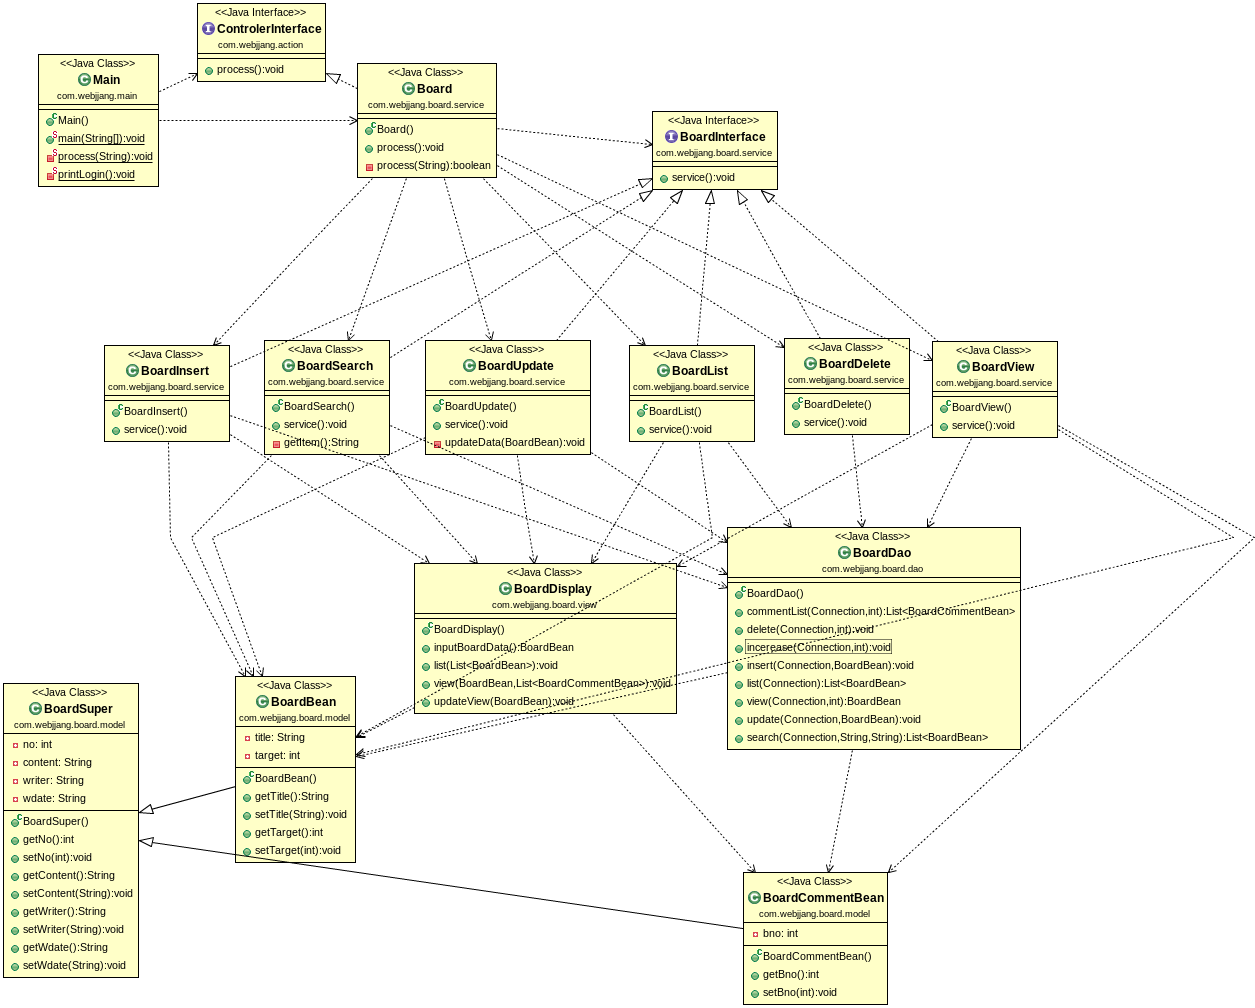 <<Java Interface>>
ControlerInterface
com.webjjang.action
process():void
<<Java Class>>
Main
com.webjjang.main
Main()
main(String[]):void
process(String):void
printLogin():void
<<Java Class>>
Board
com.webjjang.board.service
Board()
process():void
process(String):boolean
<<Java Interface>>
BoardInterface
com.webjjang.board.service
service():void
<<Java Class>>
BoardInsert
com.webjjang.board.service
BoardInsert()
service():void
<<Java Class>>
BoardSearch
com.webjjang.board.service
BoardSearch()
service():void
getItem():String
<<Java Class>>
BoardUpdate
com.webjjang.board.service
BoardUpdate()
service():void
updateData(BoardBean):void
<<Java Class>>
BoardList
com.webjjang.board.service
BoardList()
service():void
<<Java Class>>
BoardDelete
com.webjjang.board.service
BoardDelete()
service():void
<<Java Class>>
BoardView
com.webjjang.board.service
BoardView()
service():void
<<Java Class>>
BoardDisplay
com.webjjang.board.view
BoardDisplay()
inputBoardData():BoardBean
list(List<BoardBean>):void
view(BoardBean,List<BoardCommentBean>):void
updateView(BoardBean):void
<<Java Class>>
BoardDao
com.webjjang.board.dao
BoardDao()
commentList(Connection,int):List<BoardCommentBean>
delete(Connection,int):void
incerease(Connection,int):void
insert(Connection,BoardBean):void
list(Connection):List<BoardBean>
view(Connection,int):BoardBean
update(Connection,BoardBean):void
search(Connection,String,String):List<BoardBean>
<<Java Class>>
BoardSuper
com.webjjang.board.model
no: int
content: String
writer: String
wdate: String
BoardSuper()
getNo():int
setNo(int):void
getContent():String
setContent(String):void
getWriter():String
setWriter(String):void
getWdate():String
setWdate(String):void
<<Java Class>>
BoardBean
com.webjjang.board.model
title: String
target: int
BoardBean()
getTitle():String
setTitle(String):void
getTarget():int
setTarget(int):void
<<Java Class>>
BoardCommentBean
com.webjjang.board.model
bno: int
BoardCommentBean()
getBno():int
setBno(int):void